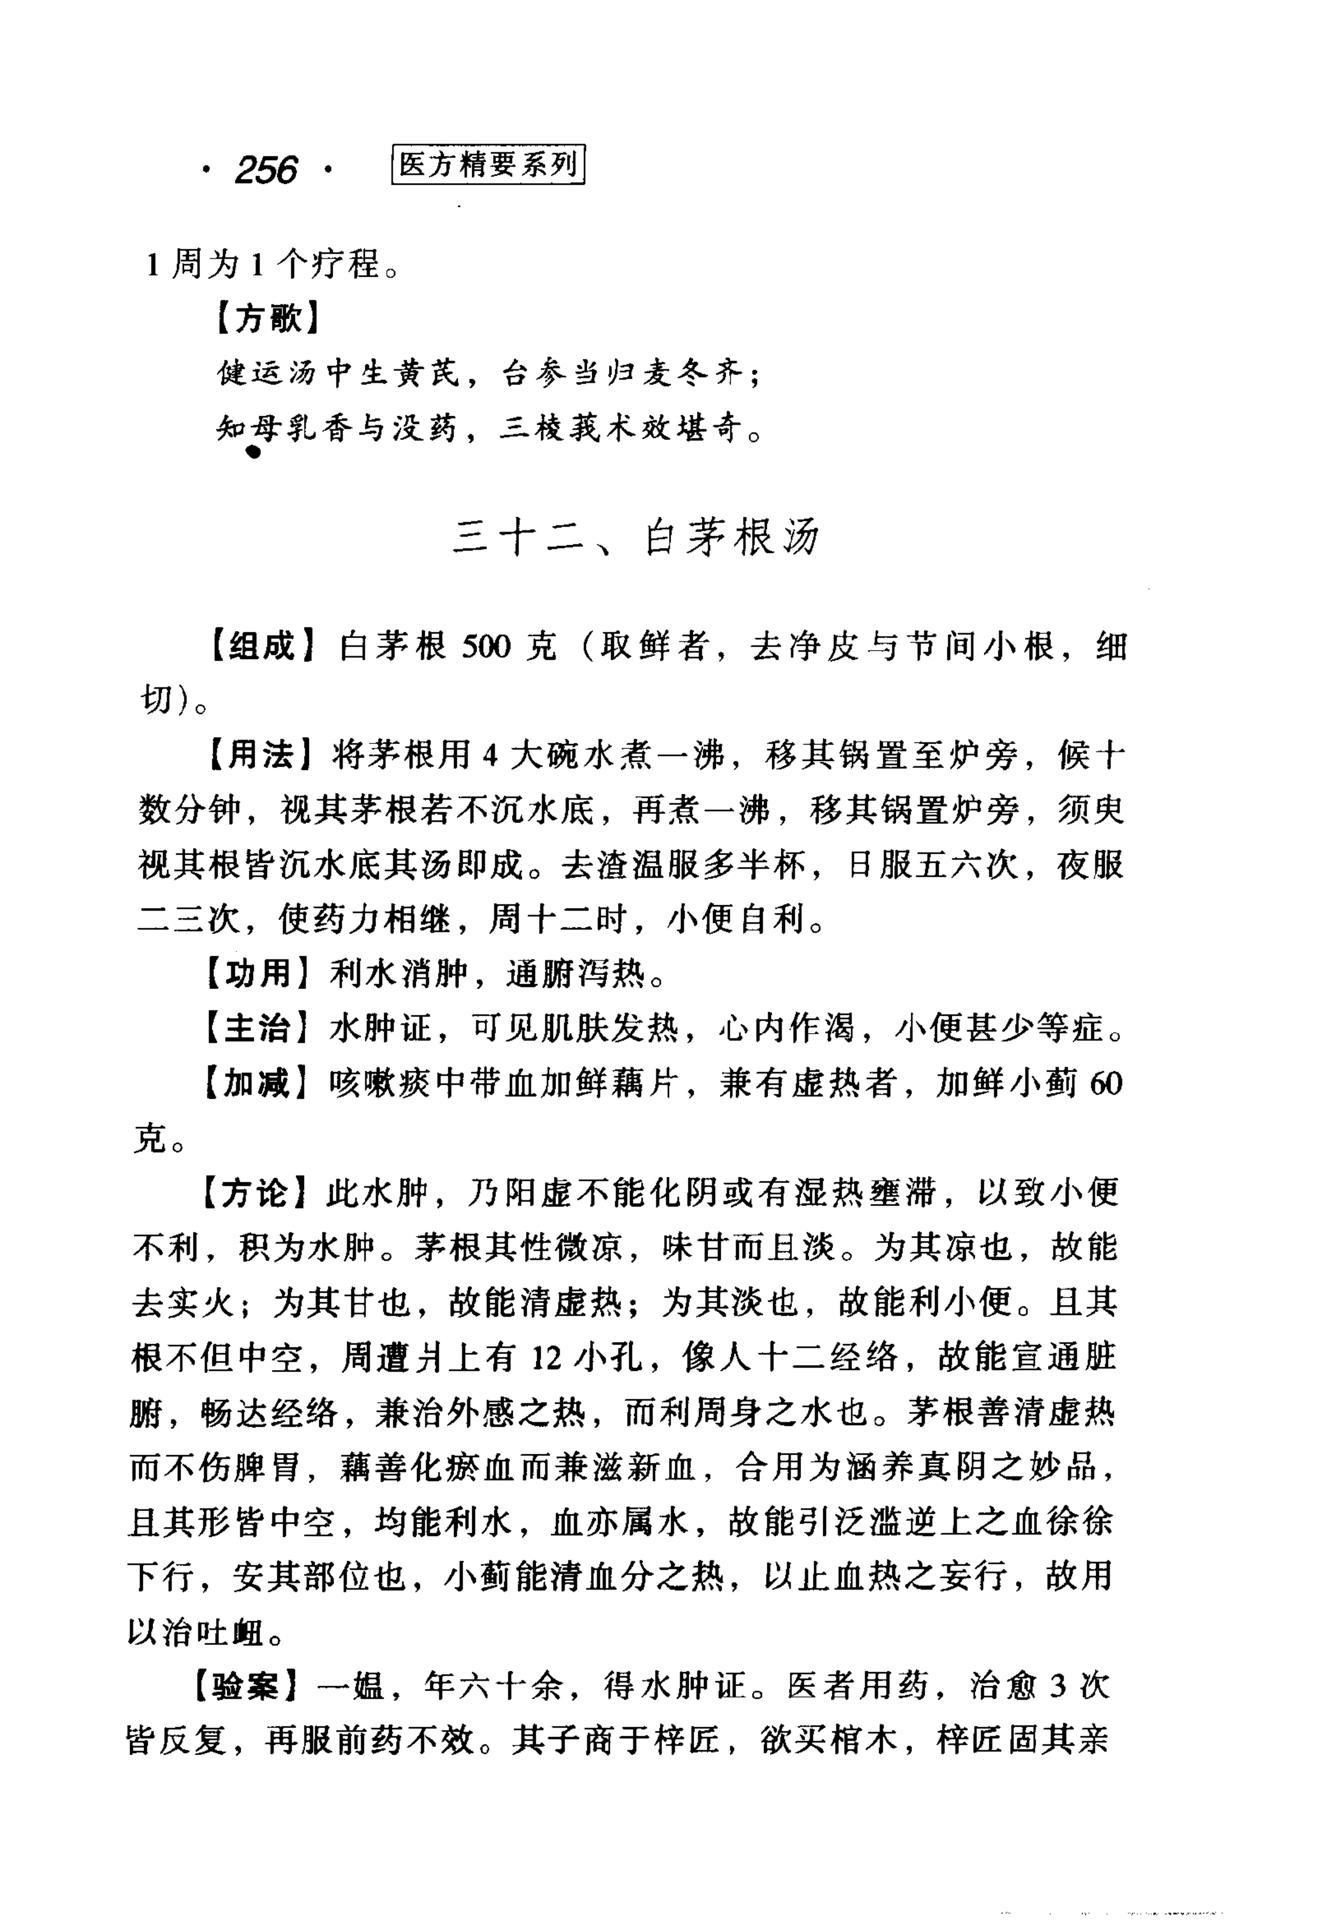 · 256 · 医方精要系列
1 周为 1 个疗程。
【方歌】
健运汤中生黄芪，台参当归麦冬齐；
知母乳香与没药，三棱莪术效堪奇。
三十二、白茅根汤
【组成】白茅根 500 克（取鲜者，去净皮与节间小根，细
切）。
【用法】将茅根用 4 大碗水煮一沸，移其锅置至炉旁，候十
数分钟，视其茅根若不沉水底，再煮一沸，移其锅置炉旁，须臾
视其根皆沉水底其汤即成。去渣温服多半杯，日服五六次，夜服
二三次，使药力相继，周十二时，小便自利。
【功用】利水消肿，通腑泻热。
【主治】水肿证，可见肌肤发热，心内作渴，小便甚少等症。
【加减】咳嗽痰中带血加鲜藕片，兼有虚热者，加鲜小蓟 60
克。
【方论】此水肿，乃阳虚不能化阴或有湿热壅滞，以致小便
不利，积为水肿。茅根其性微凉，味甘而且淡。为其凉也，故能
去实火；为其甘也，故能清虚热；为其淡也，故能利小便。且其
根不但中空，周遭爿上有 12 小孔，像人十二经络，故能宣通脏
腑，畅达经络，兼治外感之热，而利周身之水也。茅根善清虚热
而不伤脾胃，藕善化瘀血而兼滋新血，合用为涵养真阴之妙品，
且其形皆中空，均能利水，血亦属水，故能引泛滥逆上之血徐徐
下行，安其部位也，小蓟能清血分之热，以止血热之妄行，故用
以治吐衄。
【验案】一媪，年六十余，得水肿证。医者用药，治愈 3 次
皆反复，再服前药不效。其子商于梓匠，欲买棺木，梓匠固其亲